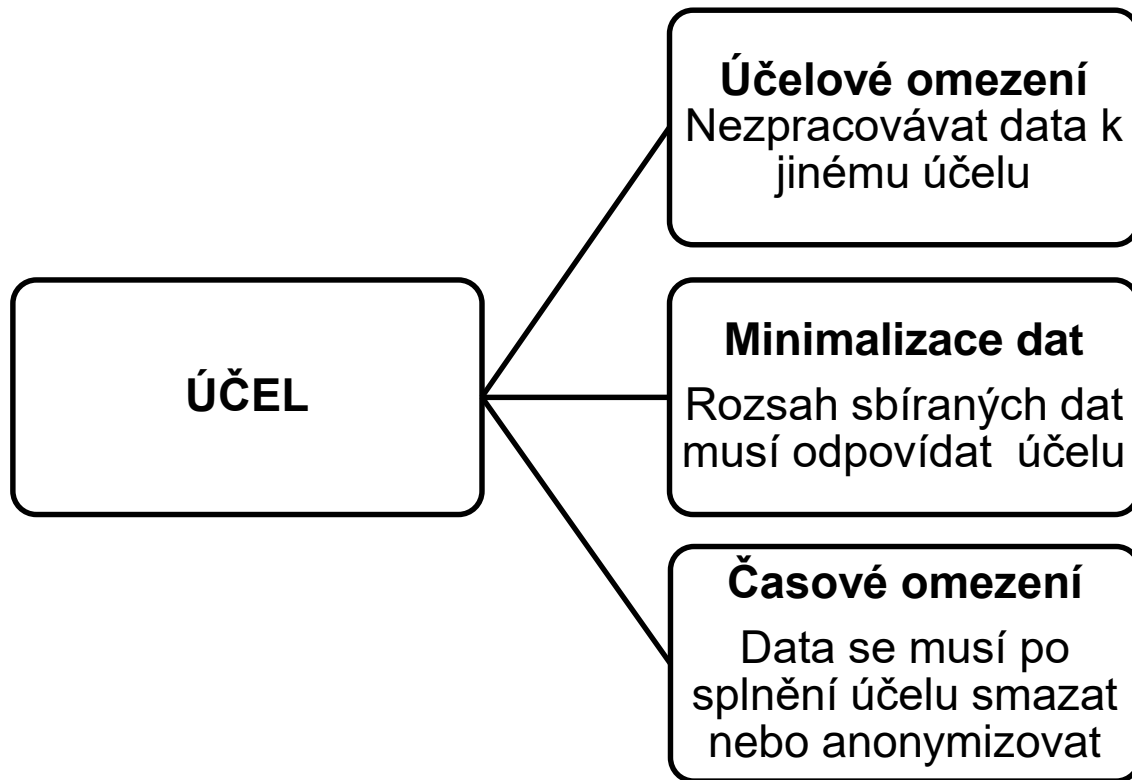 ÚČEL
Účelové omezení
Nezpracovávat data k
jinému účelu
Minimalizace dat
Rozsah sbíraných dat
musí odpovídat účelu
Časové omezení
Data se musí po
splnění účelu smazat
nebo anonymizovat